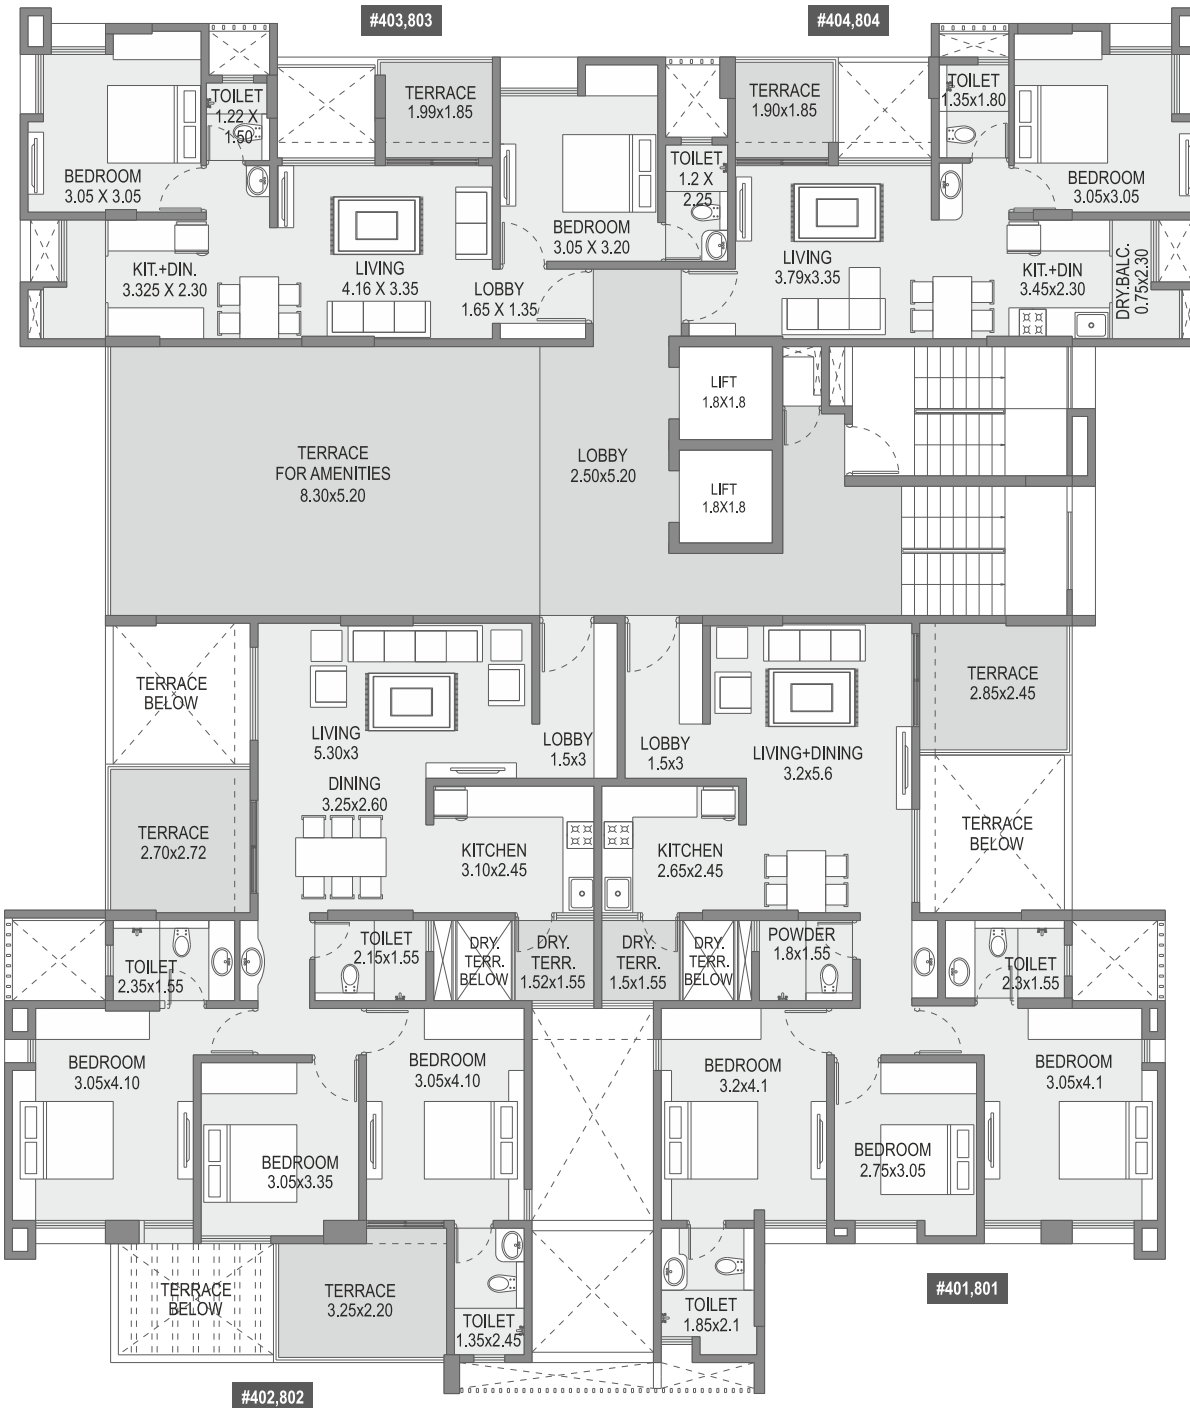 #403,803
#404,804
TERRACE
1.99x1.85
TOILET
1.22 X
1.50
BEDROOM
3.05 X 3.05
BEDROOM
3.05 X 3.20
TOILET
1.2 X
2.25
TERRACE
1.90x1.85
TOILET
1.35x1.80
BEDROOM
3.05x3.05
KIT.+DIN.
3.325 X 2.30
LIVING
4.16 X 3.35
LOBBY
1.65 X 1.35
LIVING
3.79x3.35
KIT.+DIN
3.45x2.30
DRY.BALC.
0.75x2.30
LIFT
1.8X1.8
TERRACE
FOR AMENITIES
8.30x5.20
LOBBY
2.50x5.20
LIFT
1.8X1.8
TERRACE
BELOW
TERRACE
2.85x2.45
LIVING
5.30x3
LOBBY
1.5x3
LOBBY
1.5x3
LIVING+DINING
3.2x5.6
DINING
3.25x2.60
TERRACE
2.70x2.72
KITCHEN
3.10x2.45
KITCHEN
2.65x2.45
TERRACE
BELOW
TOILET
2.35x1.55
TOILET
2.15x1.55
DRY.
TERR.
BELOW
DRY.
TERR.
1.52x1.55
DRY.
TERR.
1.5x1.55
DRY.
TERR.
BELOW
POWDER
1.8x1.55
TOILET
2.3x1.55
BEDROOM
3.05x4.10
BEDROOM
3.05x4.10
BEDROOM
3.2x4.1
BEDROOM
3.05x4.1
BEDROOM
3.05x3.35
BEDROOM
2.75x3.05
TERRACE
BELOW
TERRACE
3.25x2.20
TOILET
1.35x2.45
TOILET
1.85x2.1
#401,801
#402,802